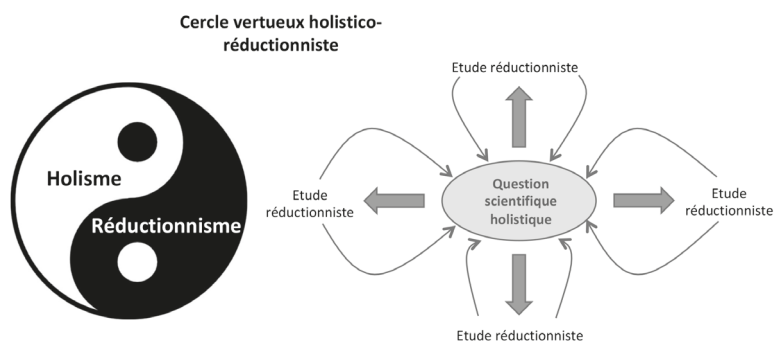 Cercle vertueux holistico-
réductionniste
Holisme
Réductionnisme
Etude réductionniste
Etude
réductionniste
Question
scientifique
holistique
Etude
réductionniste
Etude réductionniste